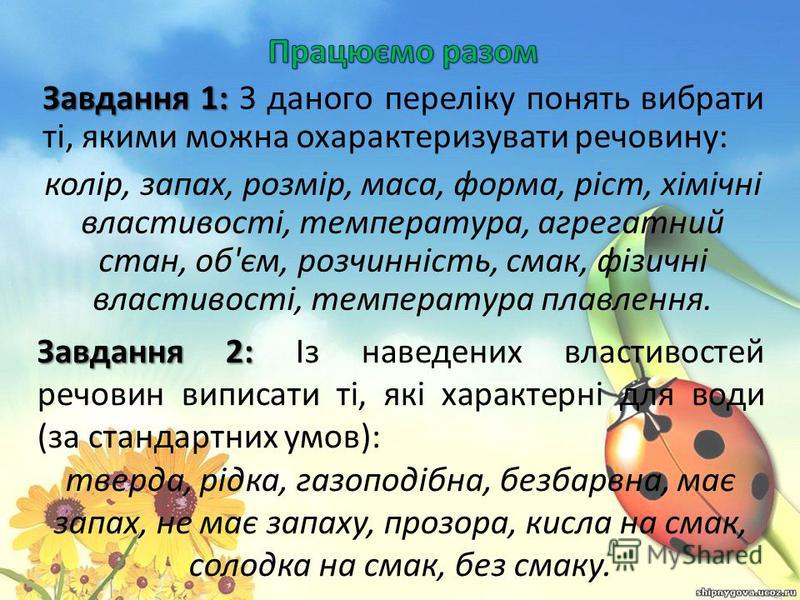 Працюємо разом
Завдання 1: З даного переліку понять вибрати
ті, якими можна охарактеризувати речовину:
колір, запах, розмір, маса, форма, ріст, хімічні
властивості, температура, агрегатний
стан, об'єм, розчинність, смак, фізичні
властивості, температура плавлення.
Завдання 2: Із наведених властивостей
речовин виписати ті, які характерні для води
(за стандартних умов):
тверда, рідка, газоподібна, безбарвна, має
запах, не має запаху, прозора, кисла на смак,
солодка на смак, без смаку.
MyShared
shipnygova.ucoz.ru